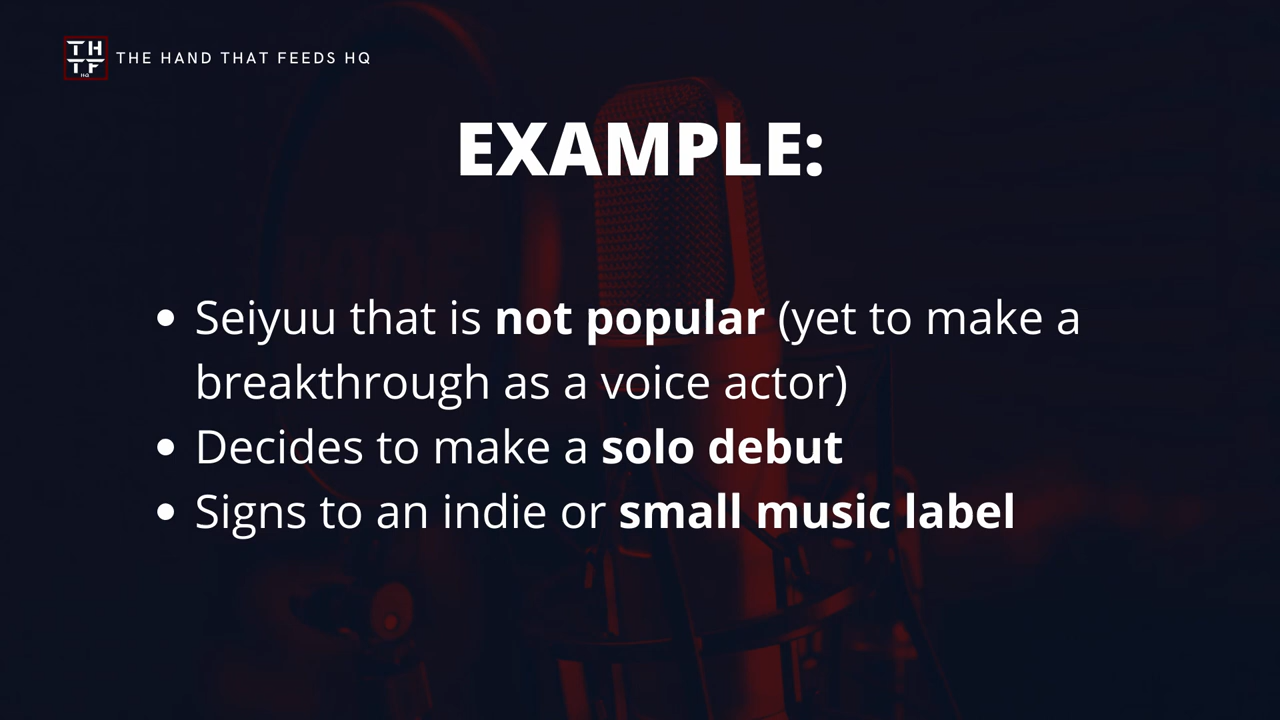 TH
TF
HQ
THE HAND THAT FEEDS HQ
EXAMPLE:
• Seiyuu that is not popular (yet to make a
breakthrough as a voice actor)
• Decides to make a solo debut
• Signs to an indie or small music label